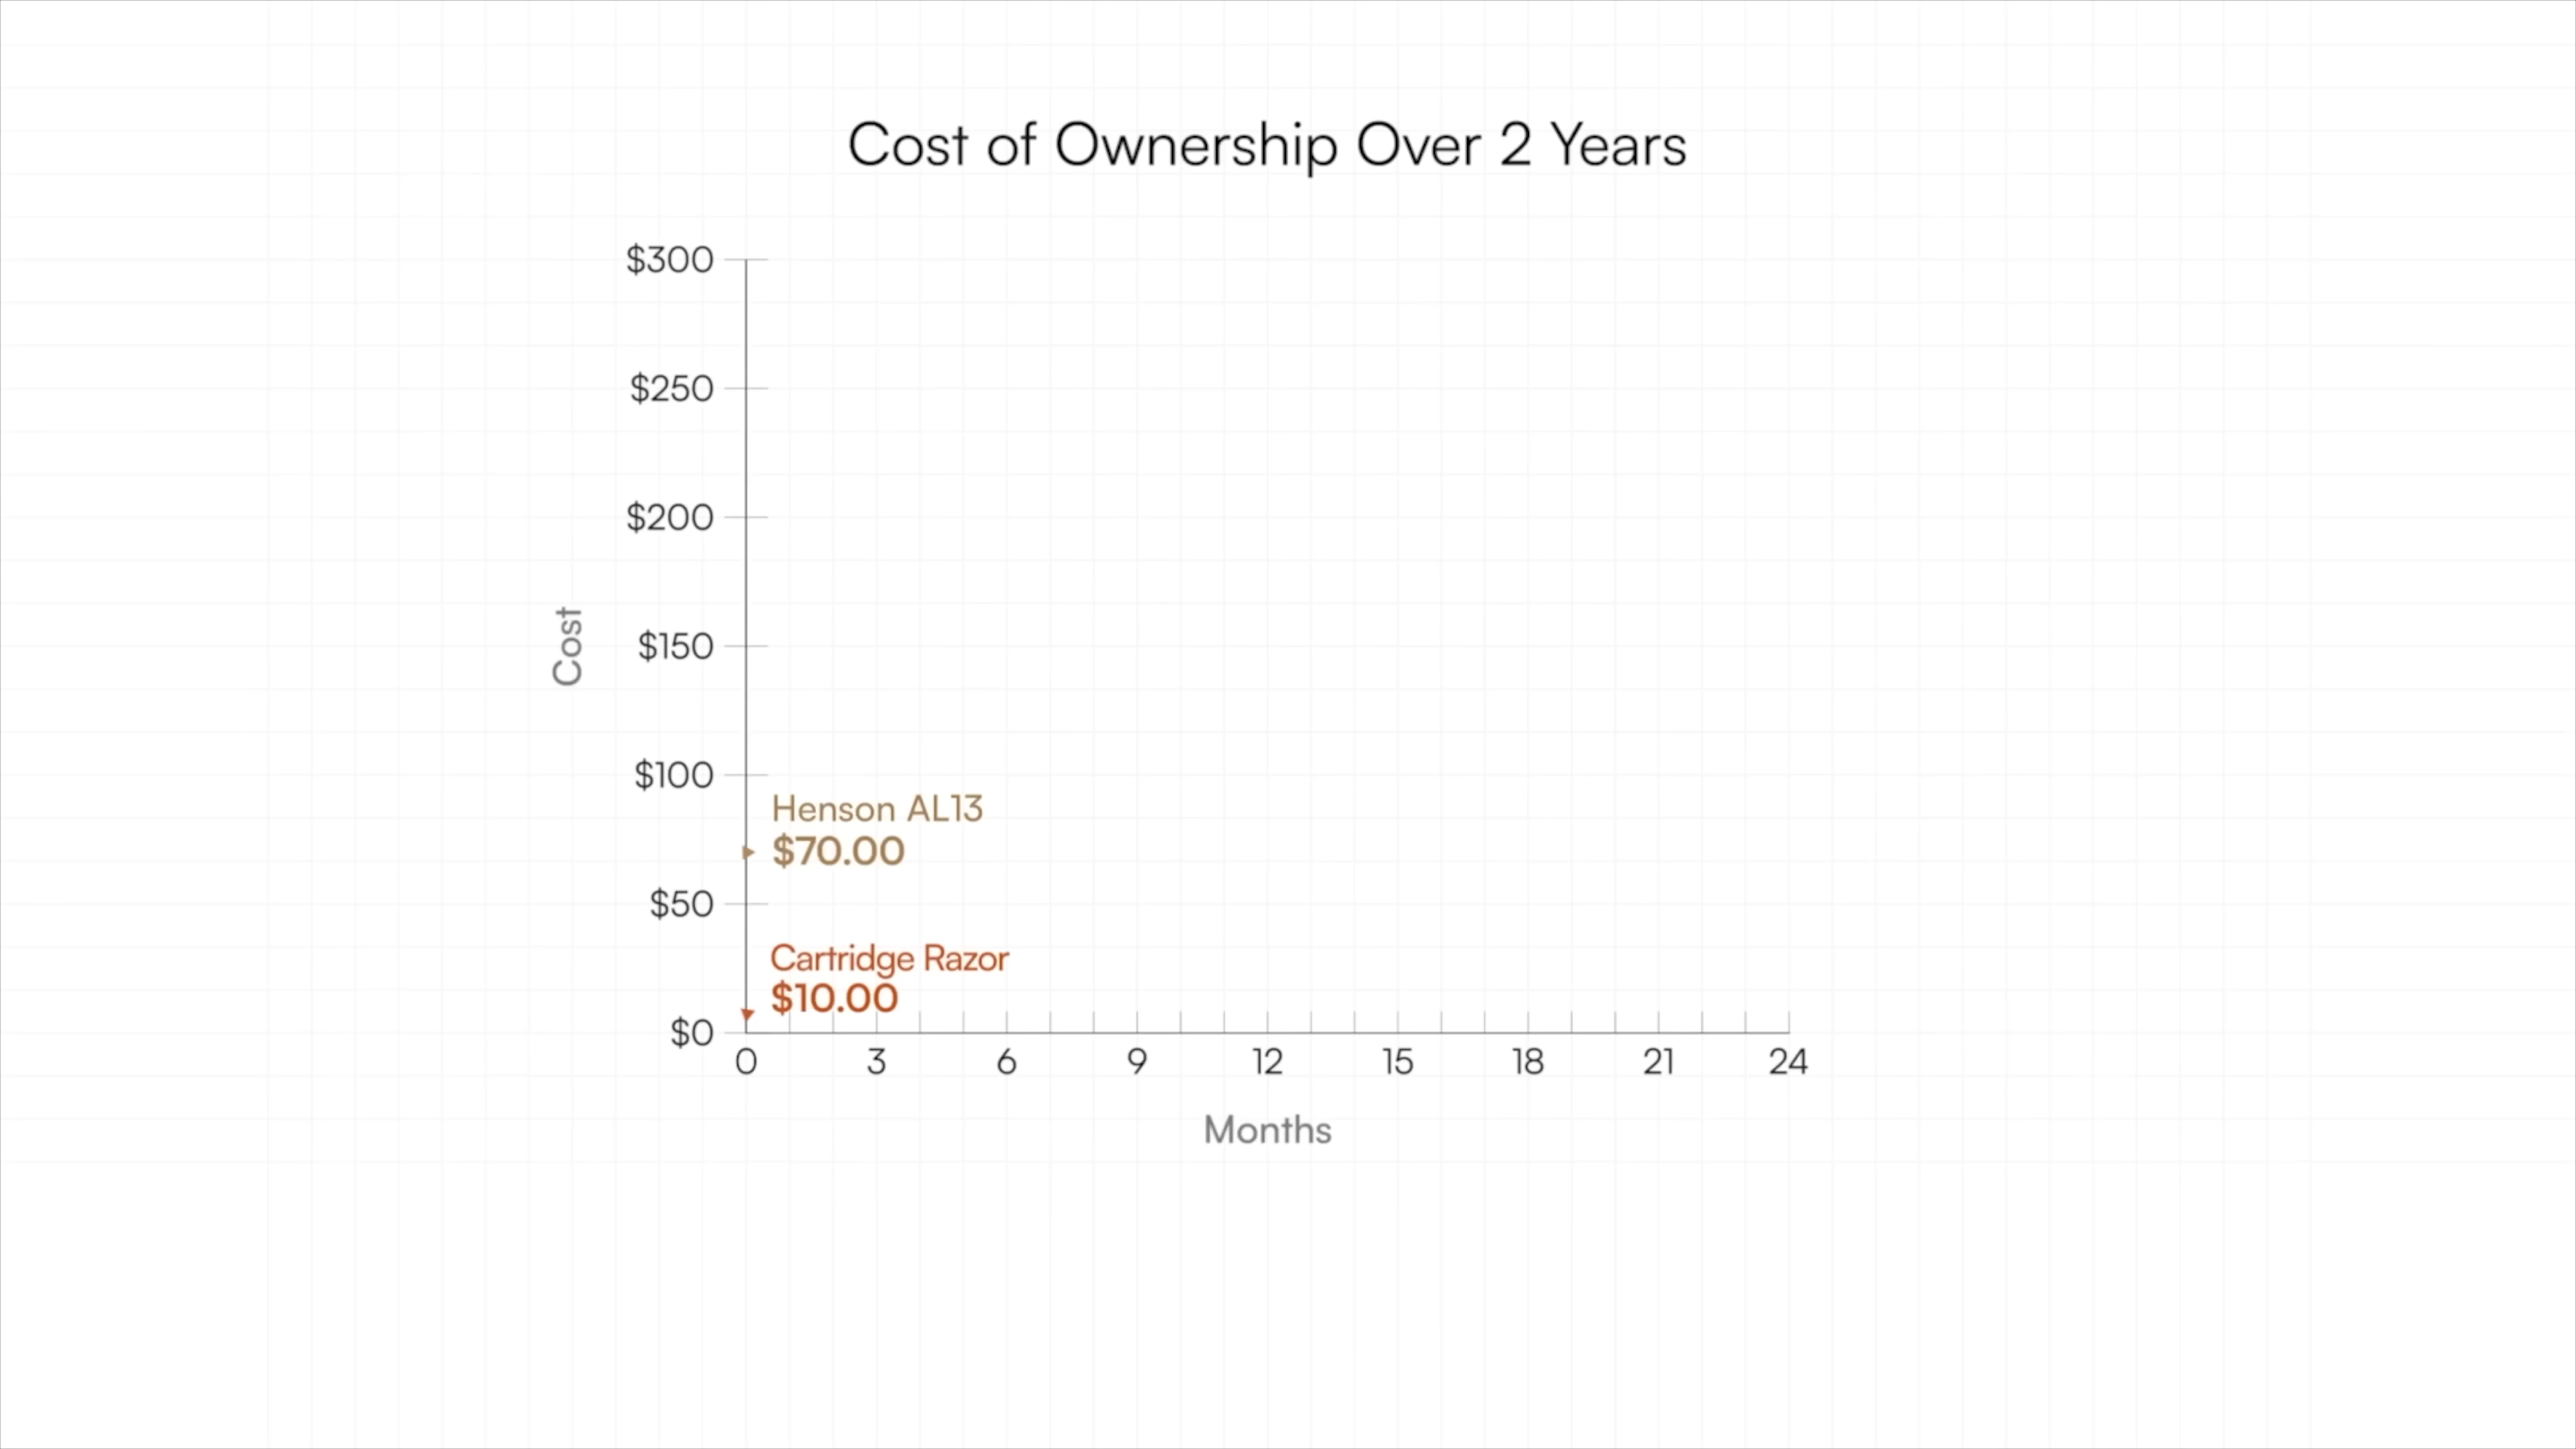 Cost of Ownership Over 2 Years
$300
$250
$200
$150
$100
$50
$0
Cost
Henson AL13
$70.00
Cartridge Razor
$10.00
0 3 6 9 12 15 18 21 24
Months